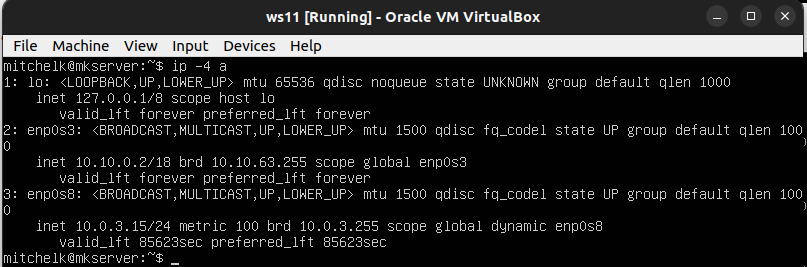 ws11 [Running] - Oracle VM VirtualBox
File Machine View Input Devices Help
mitchelk@mkserver:~$ ip -4 a
1: lo: <LOOPBACK,UP,LOWER_UP> mtu 65536 qdisc noqueue state UNKNOWN group default qlen 1000
    inet 127.0.0.1/8 scope host lo
       valid_lft forever preferred_lft forever
2: enp0s3: <BROADCAST,MULTICAST,UP,LOWER_UP> mtu 1500 qdisc fq_codel state UP group default qlen 100
0
    inet 10.10.0.2/18 brd 10.10.63.255 scope global enp0s3
       valid_lft forever preferred_lft forever
3: enp0s8: <BROADCAST,MULTICAST,UP,LOWER_UP> mtu 1500 qdisc fq_codel state UP group default qlen 100
0
    inet 10.0.3.15/24 metric 100 brd 10.0.3.255 scope global dynamic enp0s8
       valid_lft 85623sec preferred_lft 85623sec
mitchelk@mkserver:~$ _